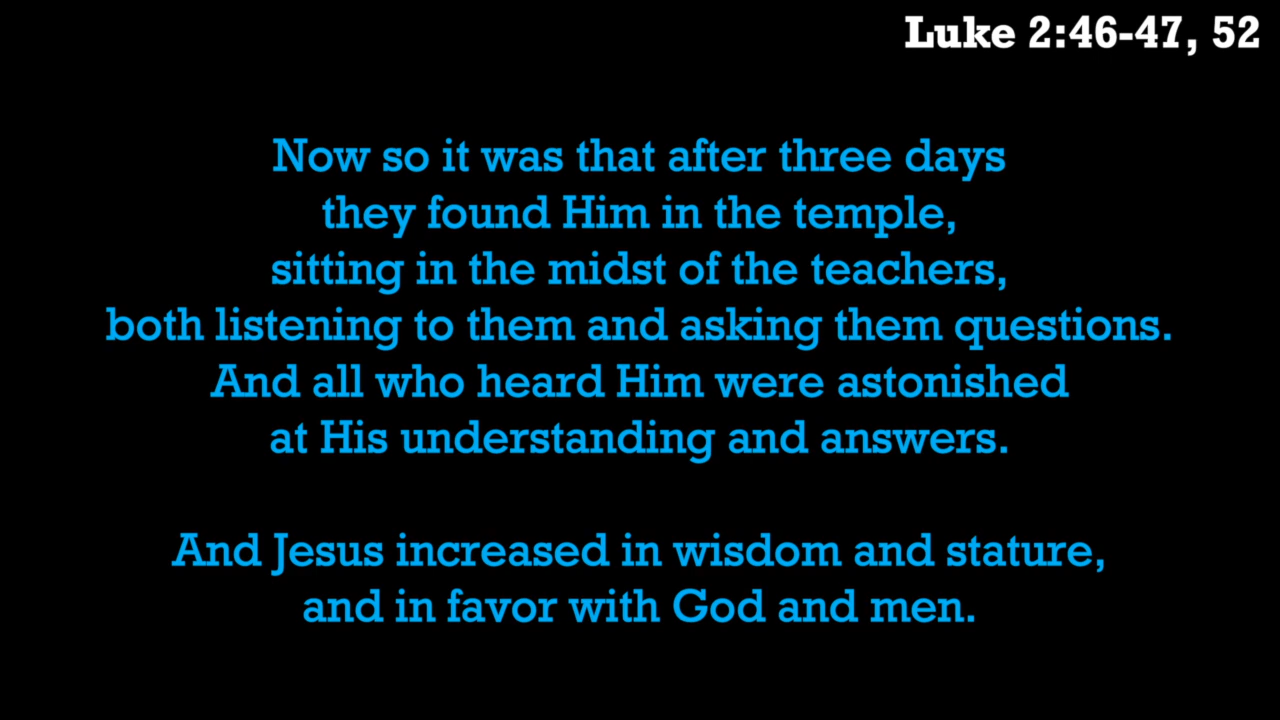 Luke 2:46-47, 52
Now so it was that after three days
they found Him in the temple,
sitting in the midst of the teachers,
both listening to them and asking them questions.
And all who heard Him were astonished
at His understanding and answers.
And Jesus increased in wisdom and stature,
and in favor with God and men.